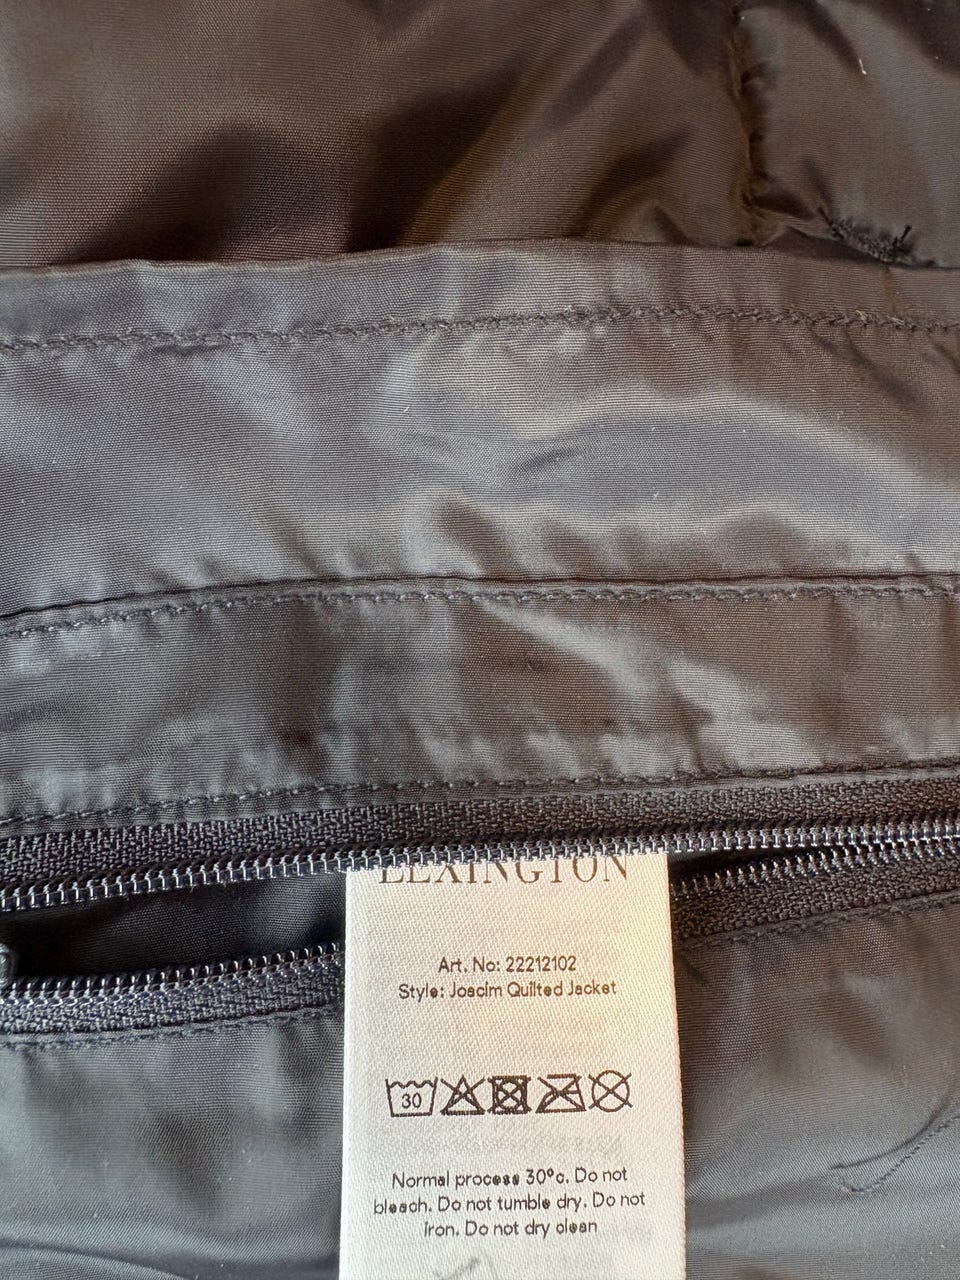 LEXINGTON
Art. No: 22212102
Style: Joacim Quilted Jacket
30
Normal process 30°c. Do not
bleach. Do not tumble dry. Do not
iron. Do not dry clean